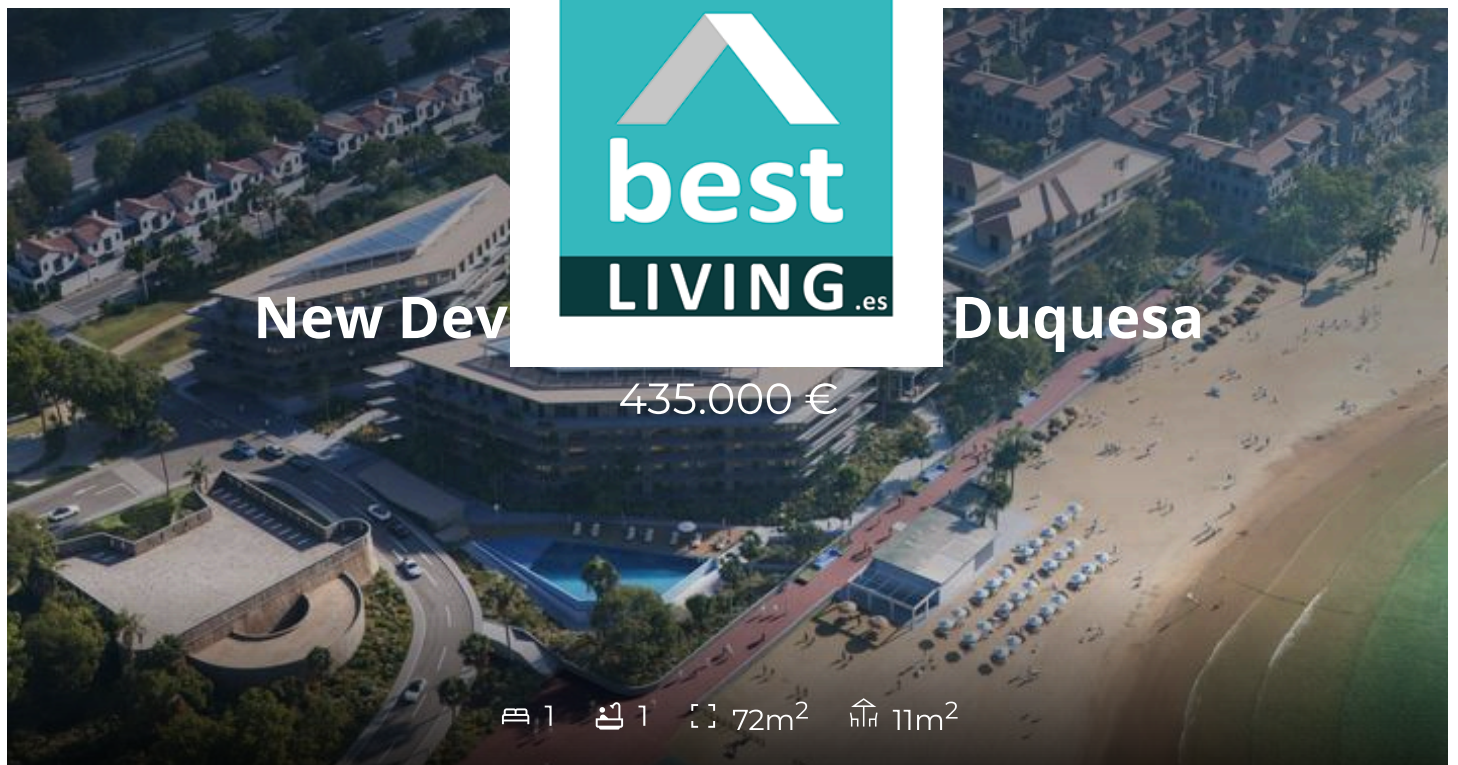 best
LIVING.es
New Dev Duquesa
435.000 €
1 1 72m² 11m²